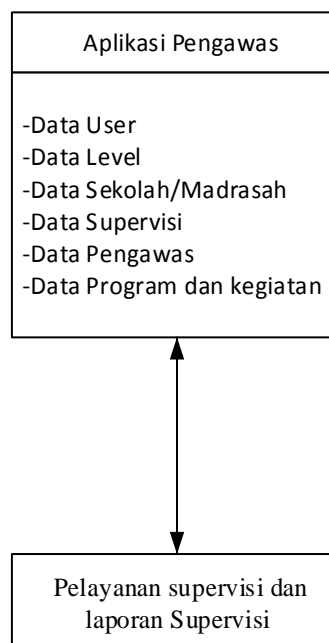 Aplikasi Pengawas
-Data User
-Data Level
-Data Sekolah/Madrasah
-Data Supervisi
-Data Pengawas
-Data Program dan kegiatan
Pelayanan supervisi dan
laporan Supervisi